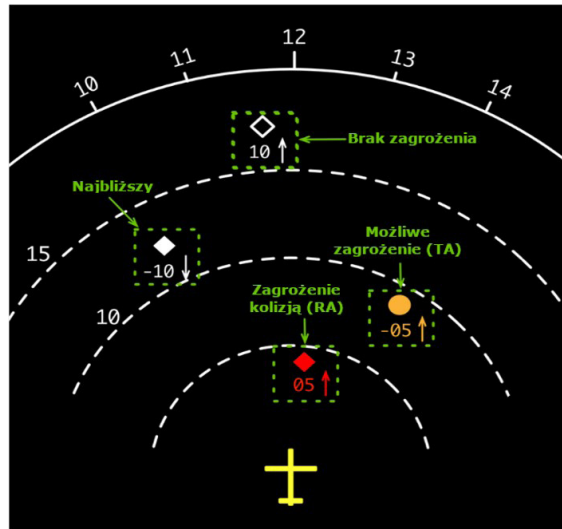 12
11
13
10
14
Brak zagrożenia
10 ↑
Najbliższy
15
-10 ↓
Możliwe
zagrożenie (TA)
Zagrożenie
kolizją (RA)
10
-05 ↑
05 ↑